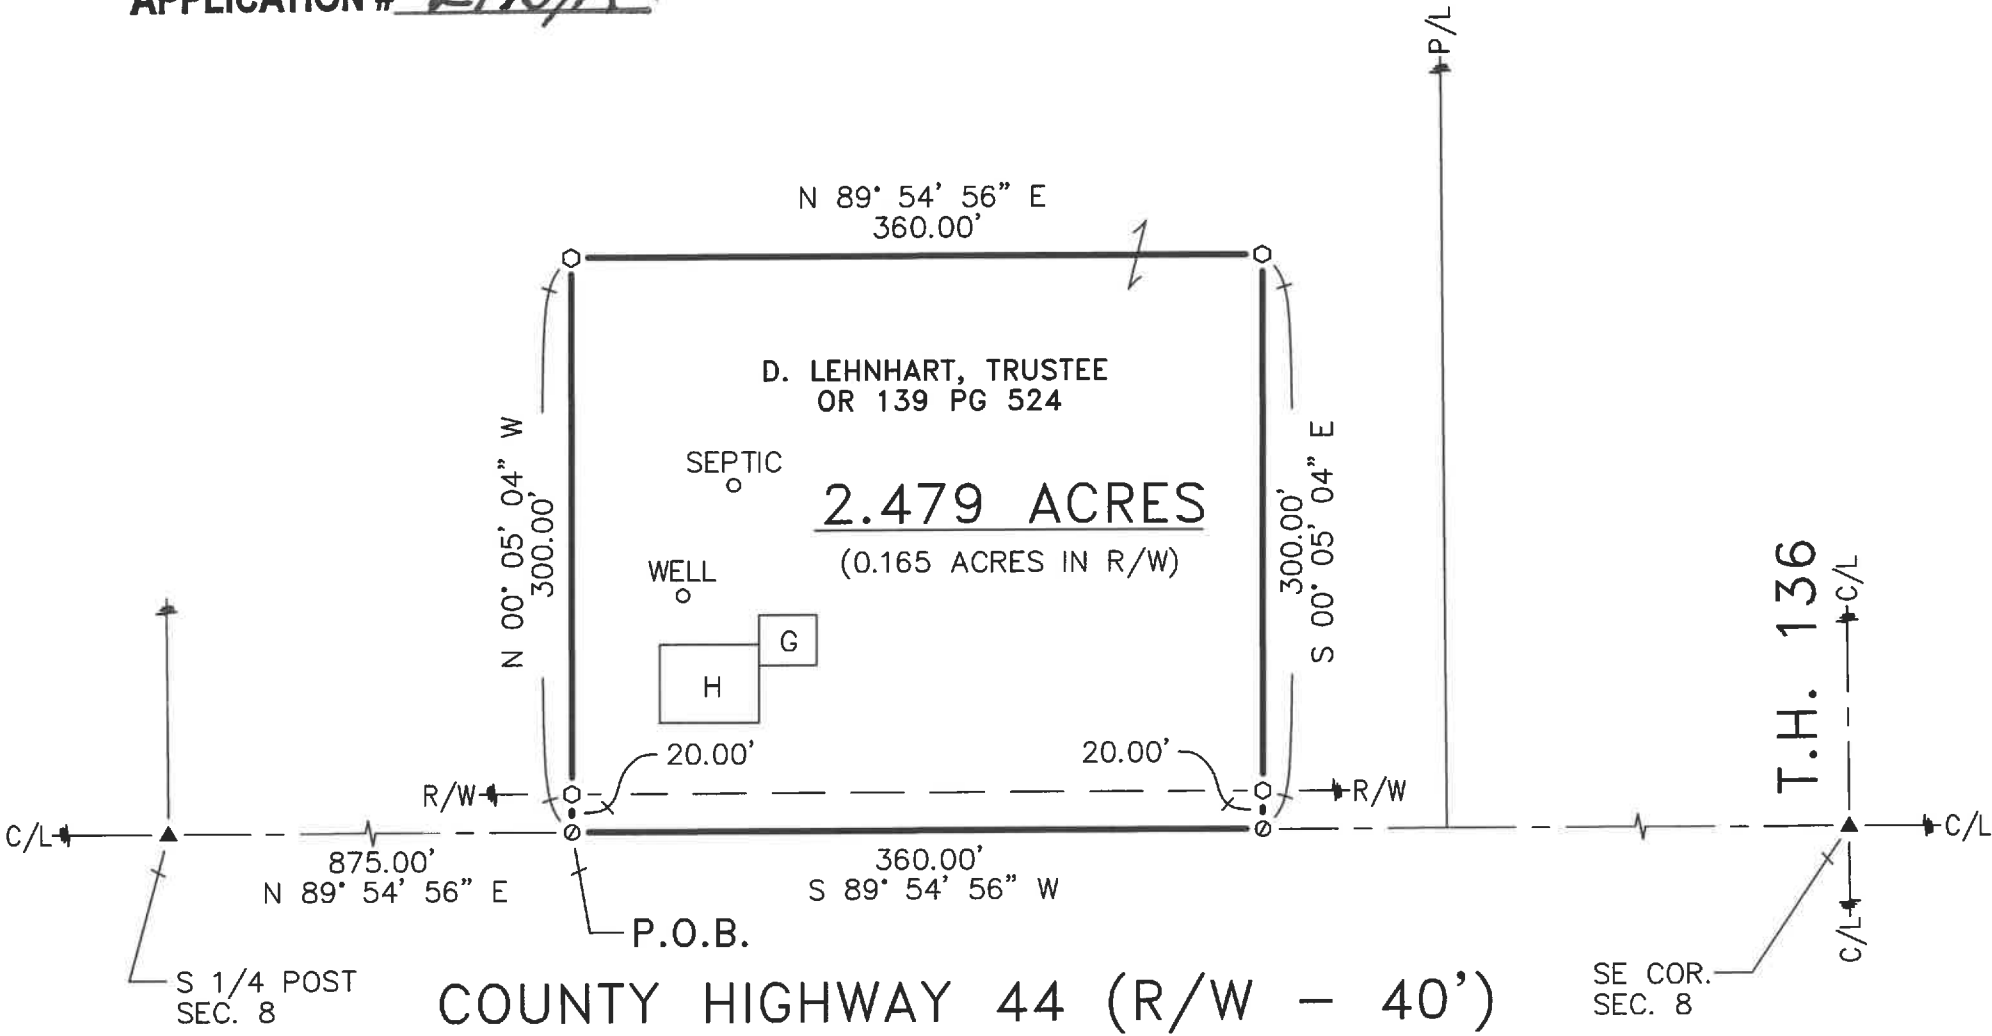 APPLICATION #
P/L
N 89° 54' 56" E
360.00'
D. LEHNHART, TRUSTEE
OR 139 PG 524
N 00° 05' 04" W
300.00'
SEPTIC
2.479 ACRES
(0.165 ACRES IN R/W)
S 00° 05' 04" E
300.00'
WELL
G
H
T.H. 136
C/L
20.00'
20.00'
R/W
R/W
C/L
C/L
875.00'
N 89° 54' 56" E
360.00'
S 89° 54' 56" W
C/L
P.O.B.
S 1/4 POST
SEC. 8
COUNTY HIGHWAY 44 (R/W - 40')
SE COR.
SEC. 8